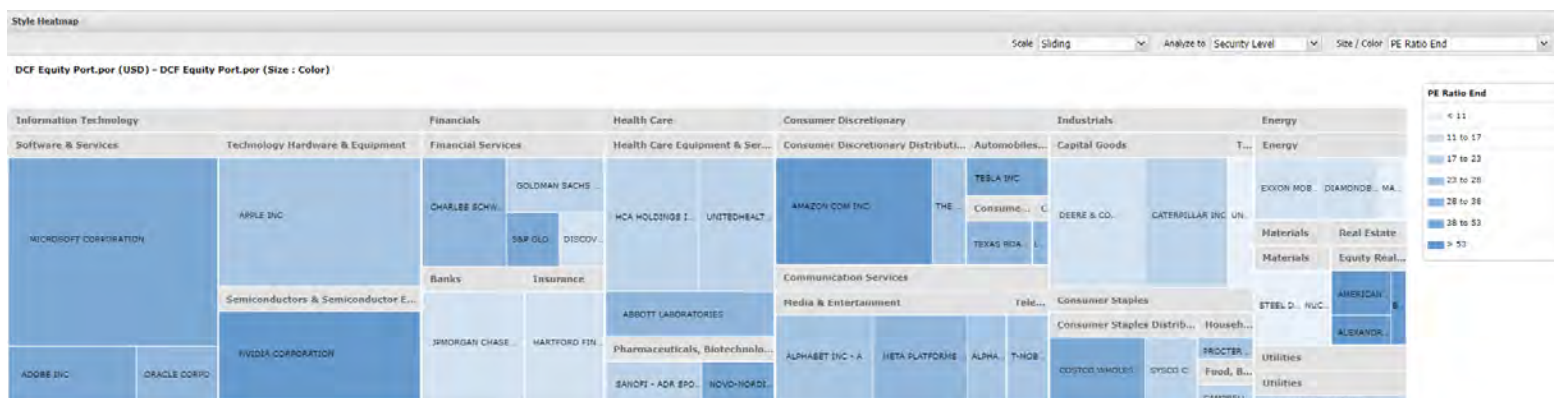 Style Heatmap
Scale Sliding Analyze to Security Level Size / Color PE Ratio End
DCF Equity Port.por (USD) - DCF Equity Port.por (Size : Color)
PE Ratio End
< 11
11 to 17
17 to 23
23 to 28
28 to 38
38 to 53
> 53
Information Technology Financials Health Care Consumer Discretionary Industrials Energy
Software & Services Technology Hardware & Equipment Financial Services Health Care Equipment & Ser... Consumer Discretionary Distributi... Automobiles... Capital Goods T... Energy
MICROSOFT CORPORATION
APPLE INC
CHARLES SCHW...
GOLDMAN SACHS ...
S&P GLO...
DISCOV...
HCA HOLDINGS I...
UNITEDHEALT...
AMAZON COM INC
THE ...
TESLA INC
Consume... C
TEXAS ROA...
DEERE & CO.
CATERPILLAR INC
UN...
EXXON MOB...
DIAMONDB...
MA...
Materials Real Estate
Materials Equity Real...
STEEL D...
NUC...
AMERICAN...
ALEXANDR...
Banks Insurance
JPMORGAN CHASE...
HARTFORD FIN...
Semiconductors & Semiconductor E...
NVIDIA CORPORATION
ADOBE INC
ORACLE CORPO...
ABBOTT LABORATORIES
Pharmaceuticals, Biotechnolo...
SANOFI - ADR SPO...
NOVO-NORDI...
Communication Services
Media & Entertainment Tele...
ALPHABET INC - A
META PLATFORMS
ALPHA...
T-MOB...
Consumer Staples
Consumer Staples Distrib... Househ...
COSTCO WHOLES...
SYSCO C...
PROCTER...
Food, B...
Utilities
Utilities